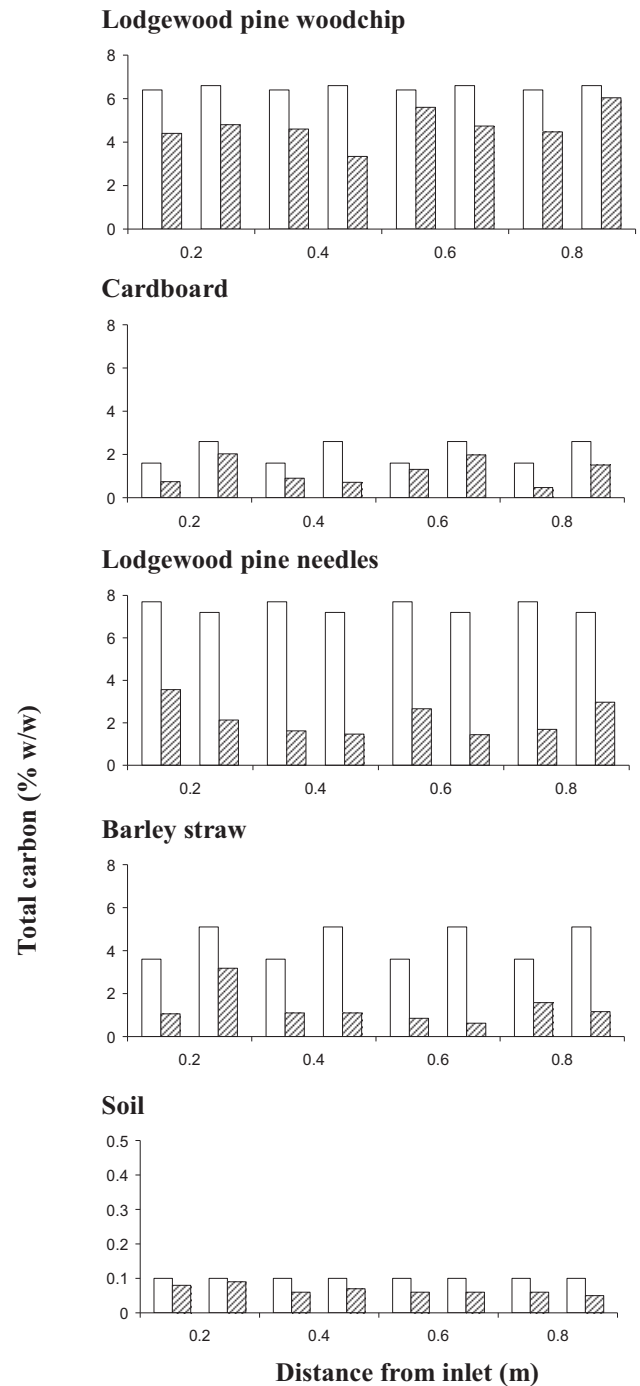 Lodgewood pine woodchip
8
6
4
2
0
0.2 0.4 0.6 0.8
Cardboard
8
6
4
2
0
0.2 0.4 0.6 0.8
Lodgewood pine needles
8
6
4
2
0
0.2 0.4 0.6 0.8
Barley straw
8
6
4
2
0
0.2 0.4 0.6 0.8
Soil
0.5
0.4
0.3
0.2
0.1
0
0.2 0.4 0.6 0.8
Total carbon (% w/w)
Distance from inlet (m)